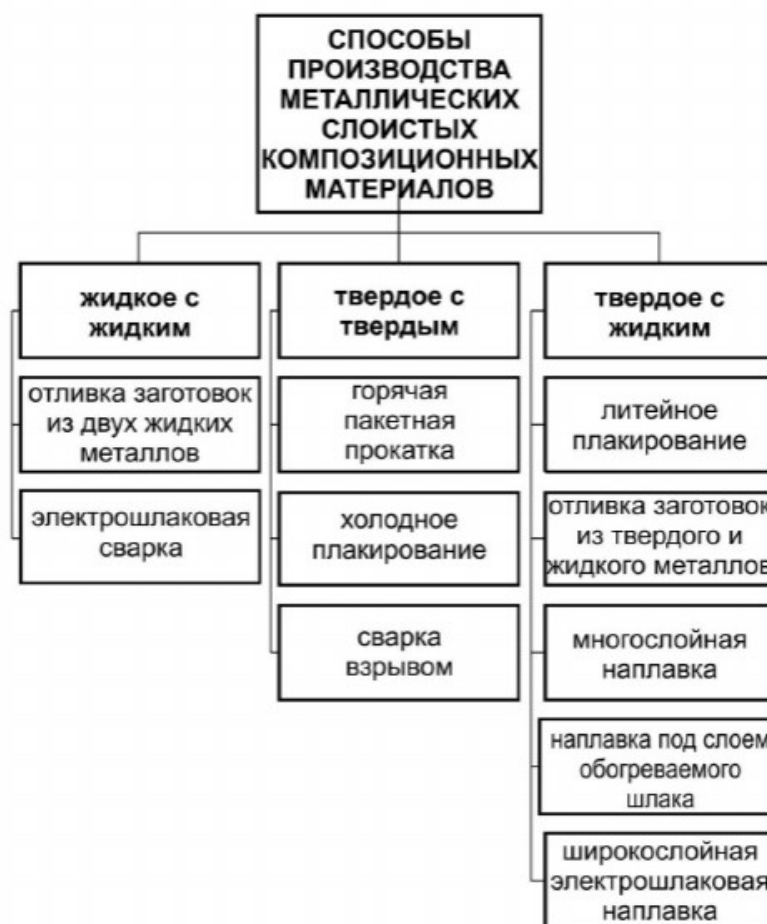 СПОСОБЫ
ПРОИЗВОДСТВА
МЕТАЛЛИЧЕСКИХ
СЛОИСТЫХ
КОМПОЗИЦИОННЫХ
МАТЕРИАЛОВ
жидкое с
жидким
отливка заготовок
из двух жидких
металлов
электрошлаковая
сварка
твердое с
твердым
горячая
пакетная
прокатка
холодное
плакирование
сварка
взрывом
твердое с
жидким
литейное
плакирование
отливка заготовок
из твердого и
жидкого металлов
многослойная
наплавка
наплавка под слоем
обогреваемого
шлака
широкослойная
электрошлаковая
наплавка